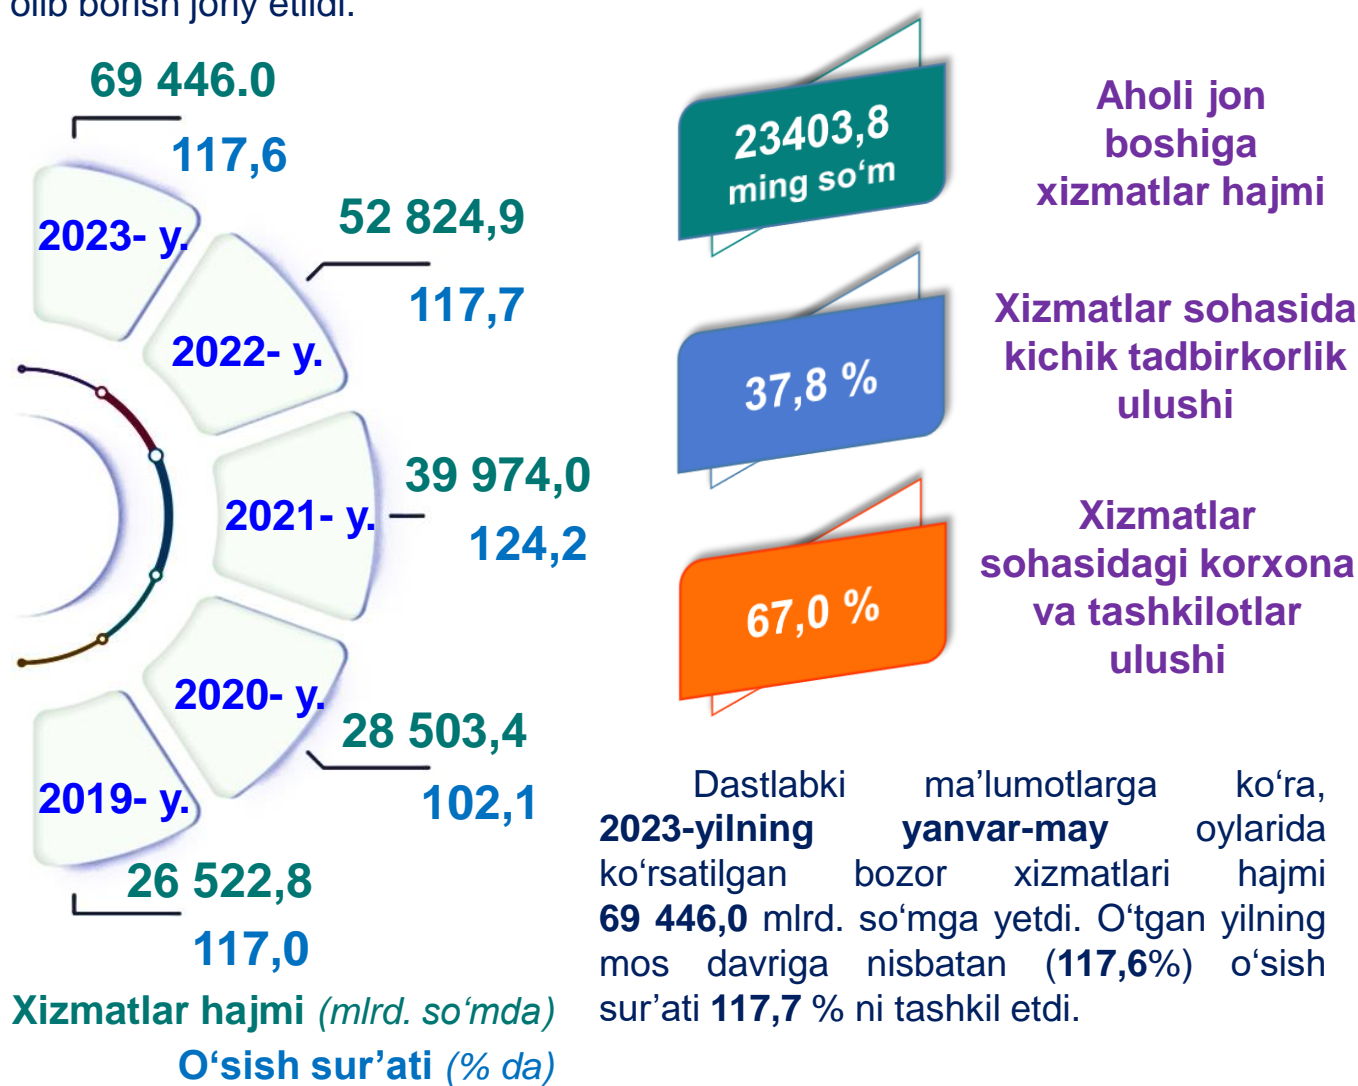 olib borish joriy etildi.
69 446.0
117,6
2023- y.
52 824,9
117,7
2022- y.
39 974,0
2021- y.
124,2
2020- y.
28 503,4
102,1
2019- y.
26 522,8
117,0
Xizmatlar hajmi (mlrd. so‘mda)
O‘sish sur’ati (% da)
23403,8
ming so‘m
Aholi jon
boshiga
xizmatlar hajmi
37,8 %
Xizmatlar sohasida
kichik tadbirkorlik
ulushi
67,0 %
Xizmatlar
sohasidagi korxona
va tashkilotlar
ulushi
Dastlabki ma’lumotlarga ko‘ra,
2023-yilning yanvar-may oylarida
ko‘rsatilgan bozor xizmatlari hajmi
69 446,0 mlrd. so‘mga yetdi. O‘tgan yilning
mos davriga nisbatan (117,6%) o‘sish
sur’ati 117,7 % ni tashkil etdi.